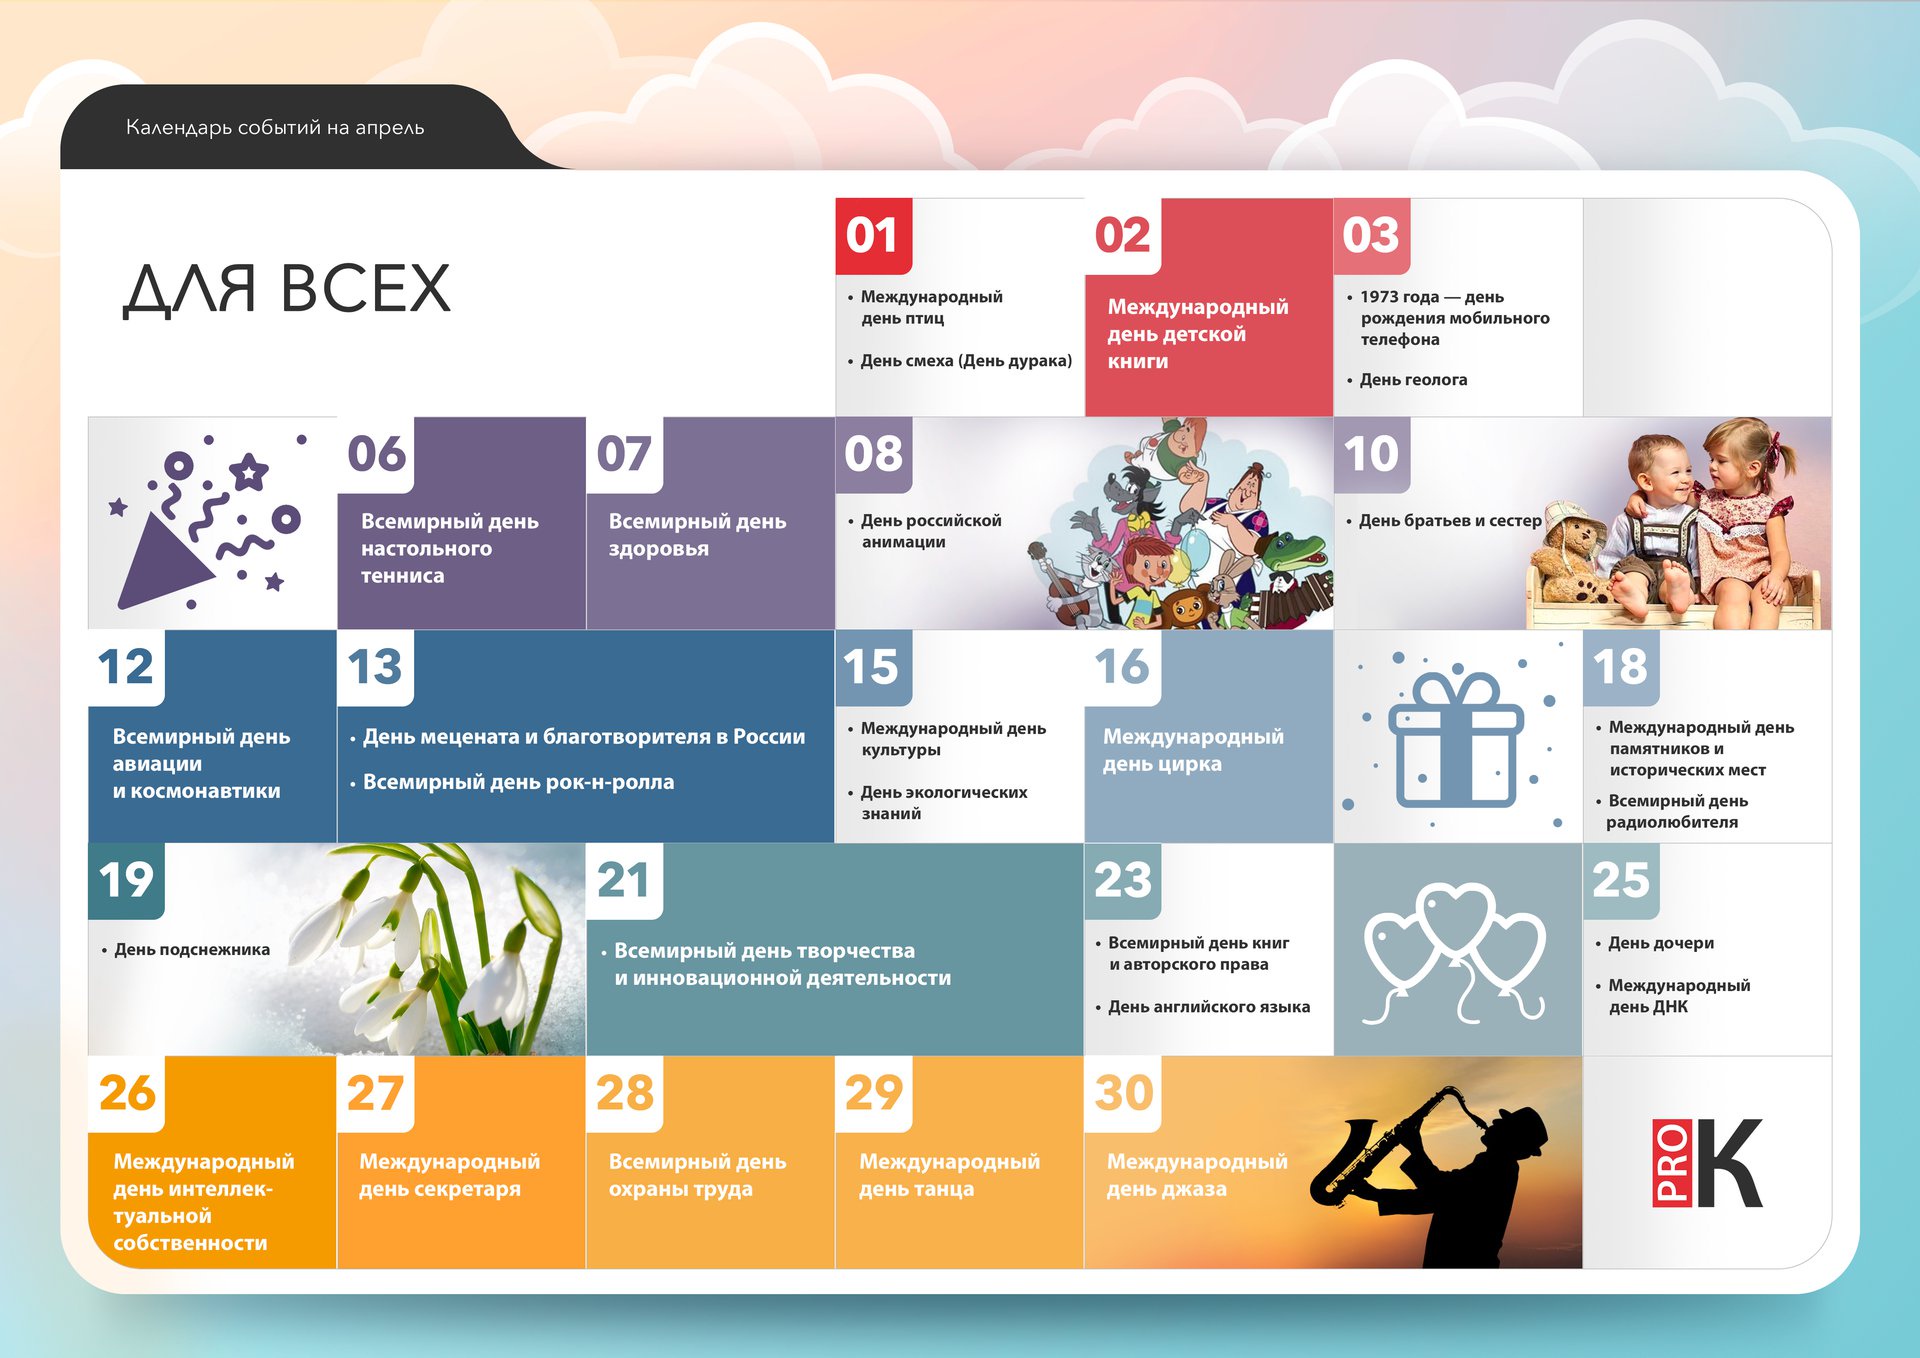 Календарь событий на апрель
ДЛЯ ВСЕХ
01
• Международный
день птиц
• День смеха (День дурака)
02
Международный
день детской
книги
03
• 1973 года — день
рождения мобильного
телефона
• День геолога
06
Всемирный день
настольного
тенниса
07
Всемирный день
здоровья
08
• День российской
анимации
10
• День братьев и сестер
12
Всемирный день
авиации
и космонавтики
13
• День мецената и благотворителя в России
• Всемирный день рок-н-ролла
15
• Международный день
культуры
• День экологических
знаний
16
Международный
день цирка
18
• Международный день
памятников и
исторических мест
• Всемирный день
радиолюбителя
19
• День подснежника
21
• Всемирный день творчества
и инновационной деятельности
23
• Всемирный день книг
и авторского права
• День английского языка
25
• День дочери
• Международный
день ДНК
26
Международный
день интеллек-
туальной
собственности
27
Международный
день секретаря
28
Всемирный день
охраны труда
29
Международный
день танца
30
Международный
день джаза
PRO К